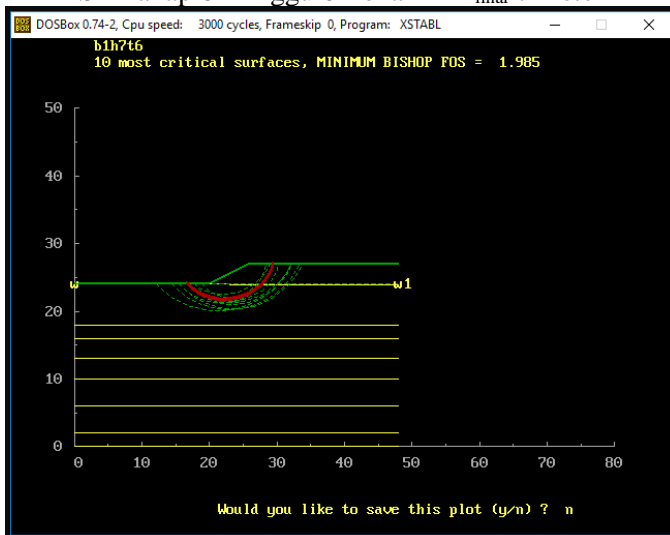 DOSBox 0.74-2, Cpu speed: 3000 cycles, Frameskip 0, Program: XSTABL
b1h7t6
10 most critical surfaces, MINIMUM BISHOP FOS = 1.985
50
40
30
w
w1
20
10
0
0 10 20 30 40 50 60 70 80
Would you like to save this plot (y/n) ? n